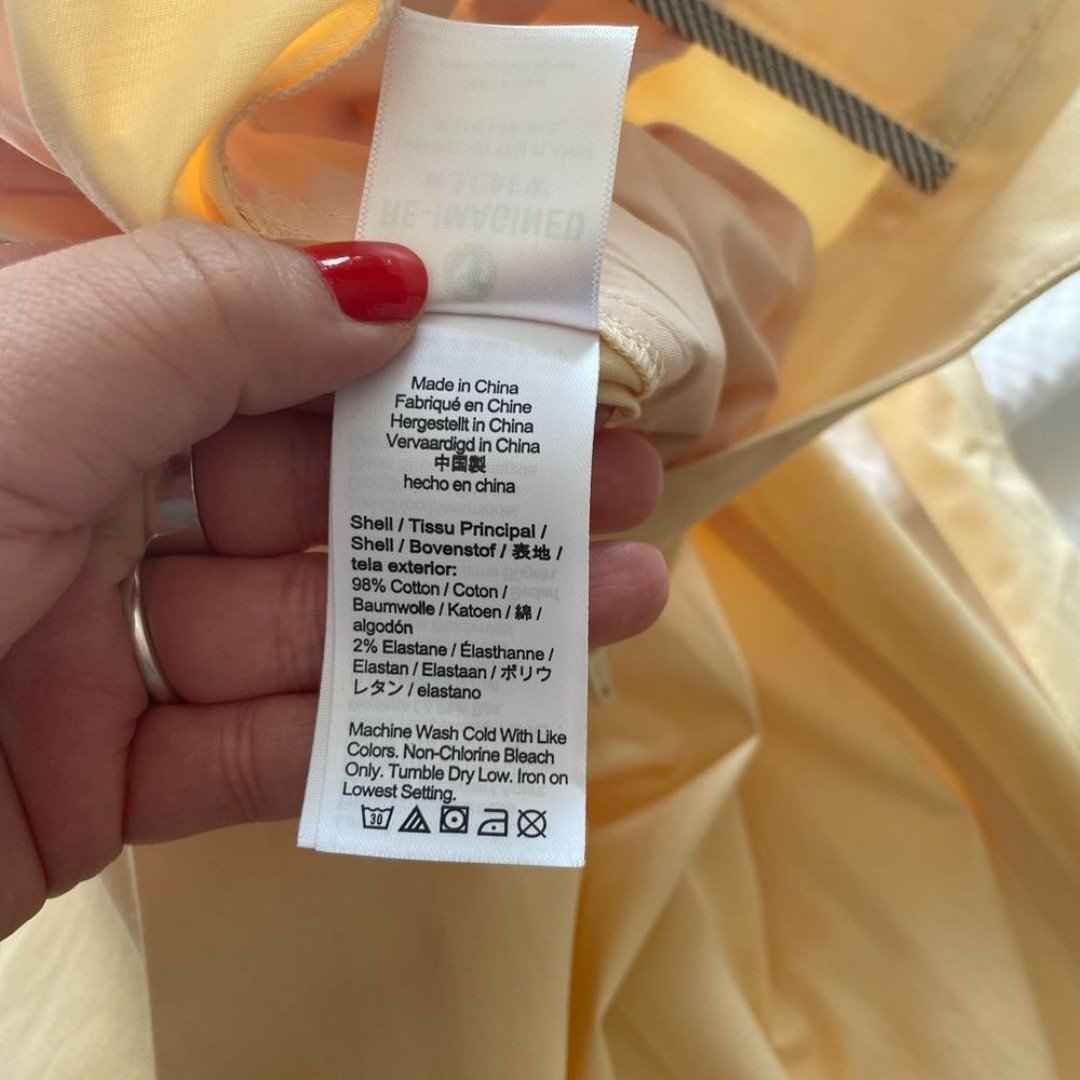 RE-IMAGINED
Made in China
Fabriqué en Chine
Hergestellt in China
Vervaardigd in China
中国製
hecho en china
Shell / Tissu Principal /
Shell / Bovenstof / 表地 /
tela exterior:
98% Cotton / Coton /
Baumwolle / Katoen / 綿 /
algodón
2% Elastane / Élasthanne /
Elastan / Elastaan / ポリウ
レタン / elastano
Machine Wash Cold With Like
Colors. Non-Chlorine Bleach
Only. Tumble Dry Low. Iron on
Lowest Setting.
30